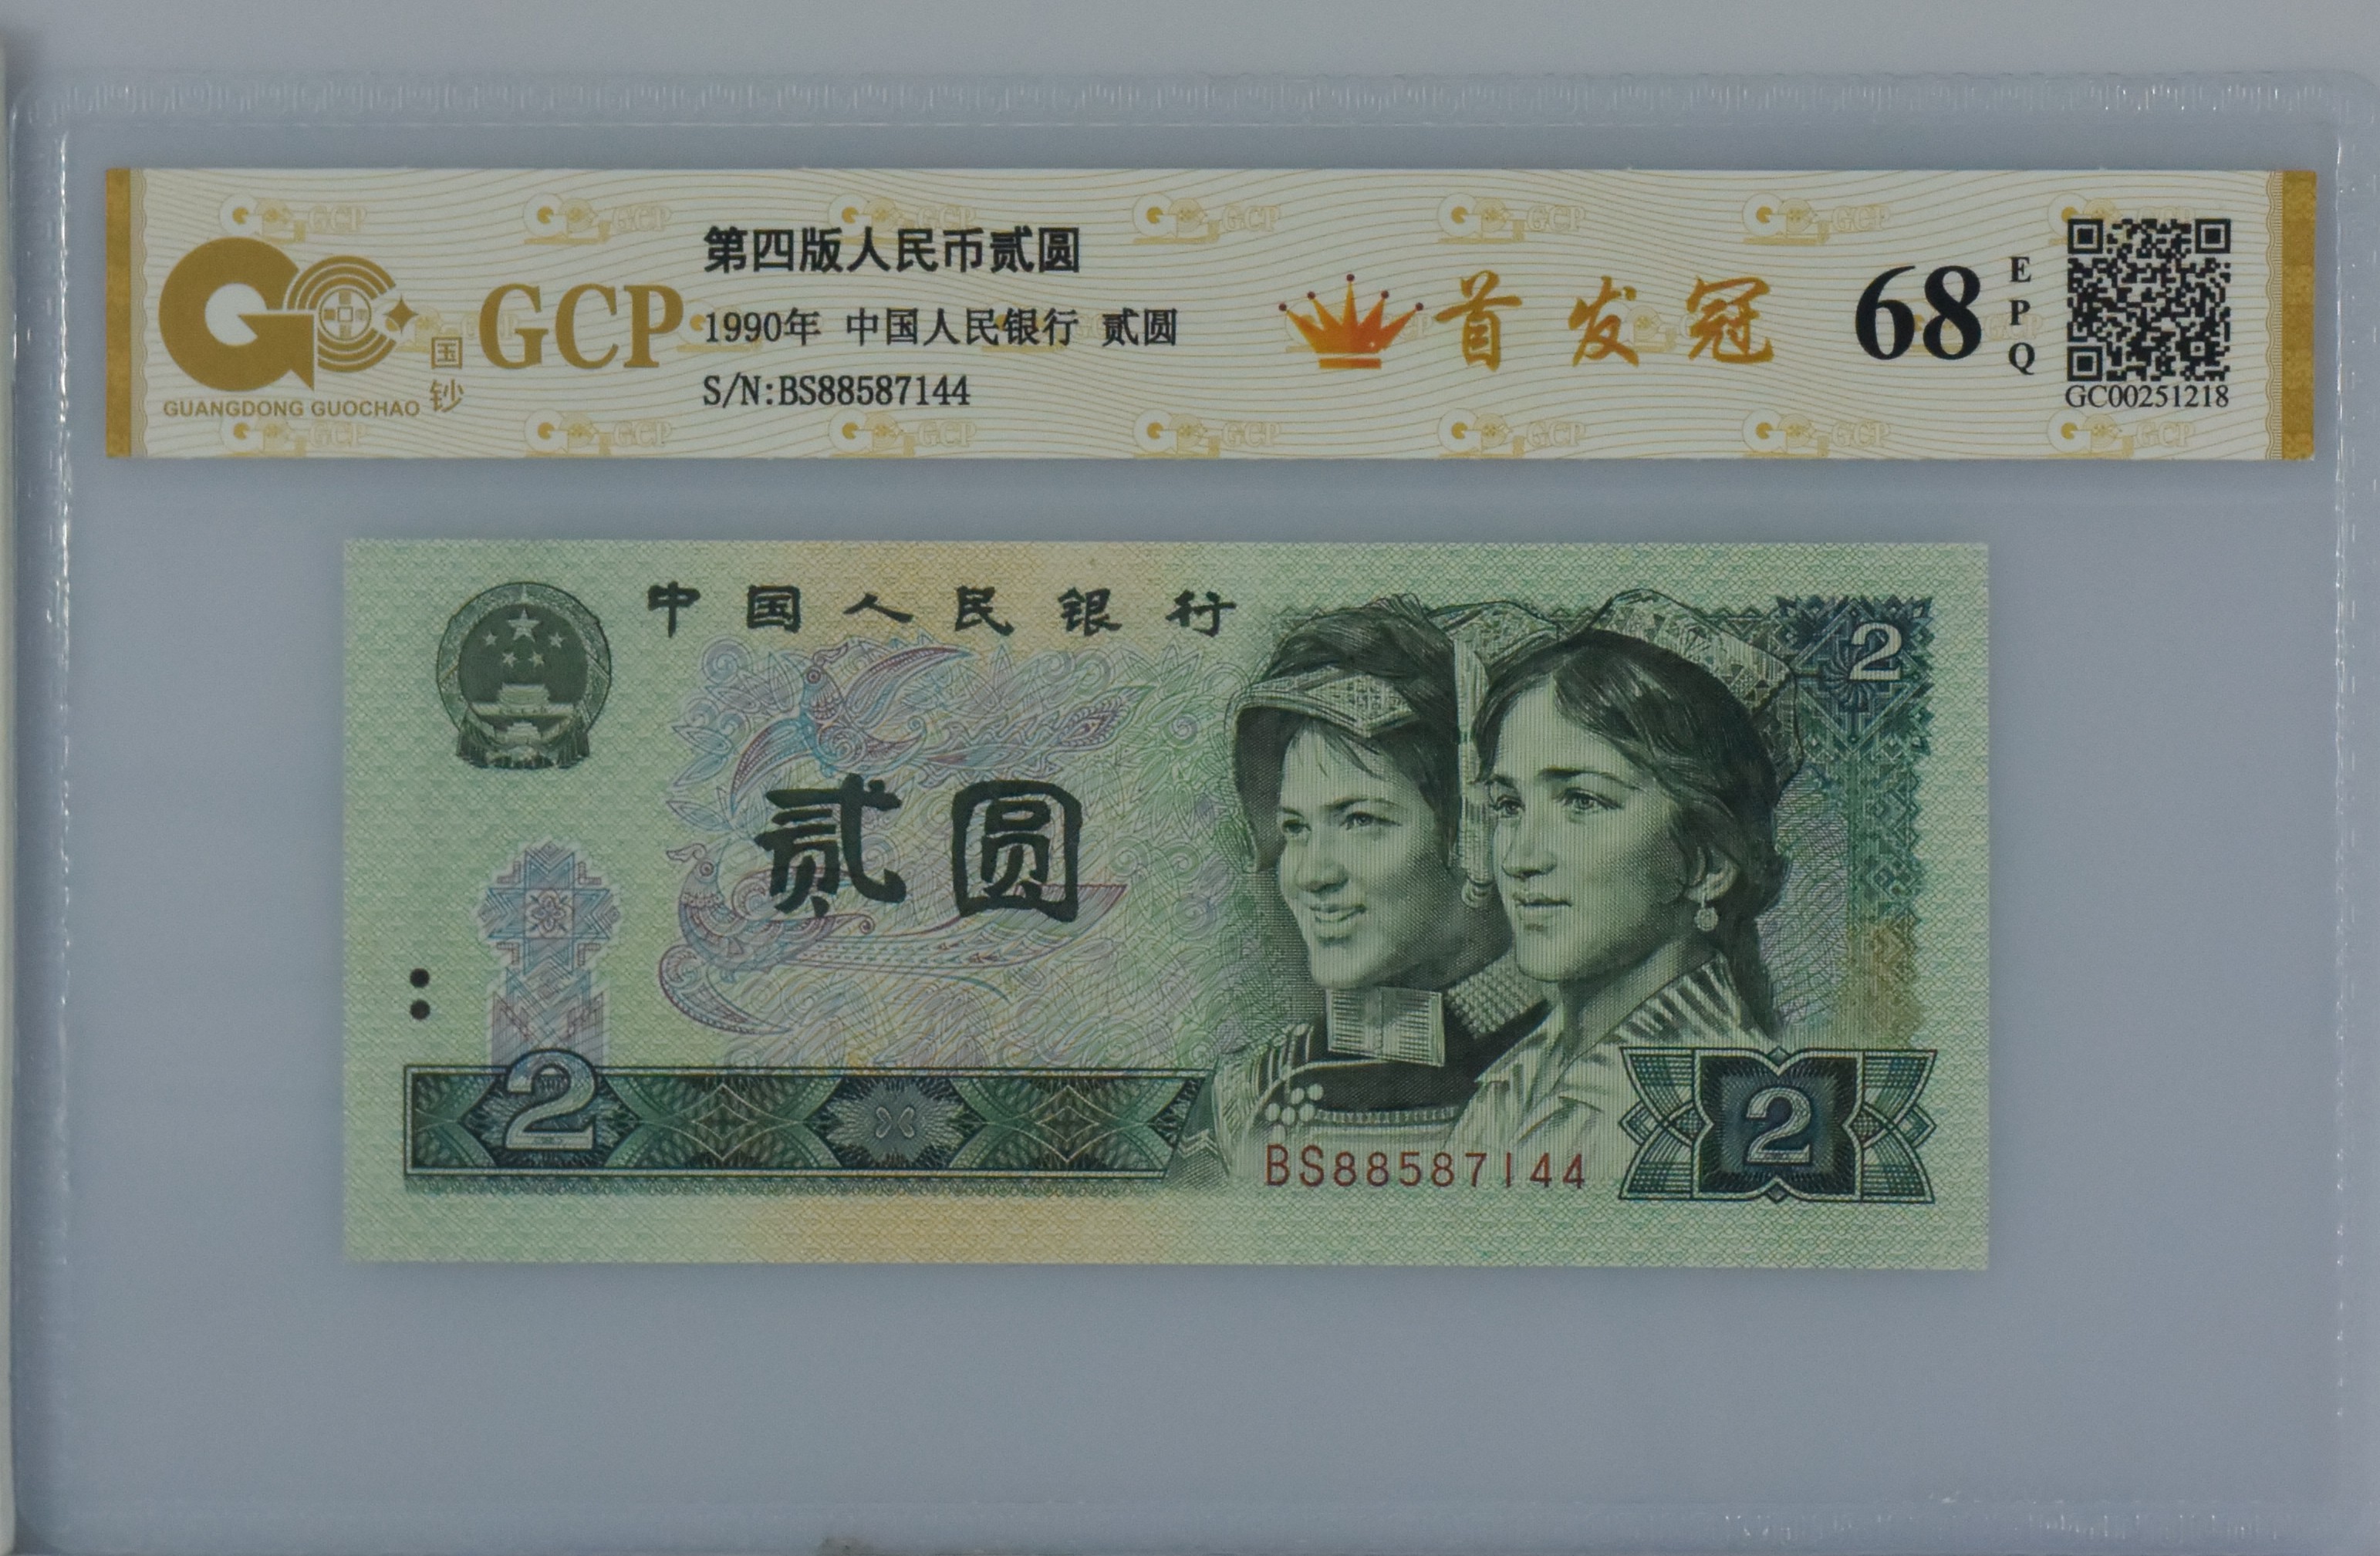 GCP
国钞
GUANGDONG GUOCHAO
第四版人民币贰圆
1990年 中国人民银行 贰圆
S/N:BS88587144
首发冠
68
EPQ
GC00251218
中国人民银行
2
贰圆
2
BS88587144
2